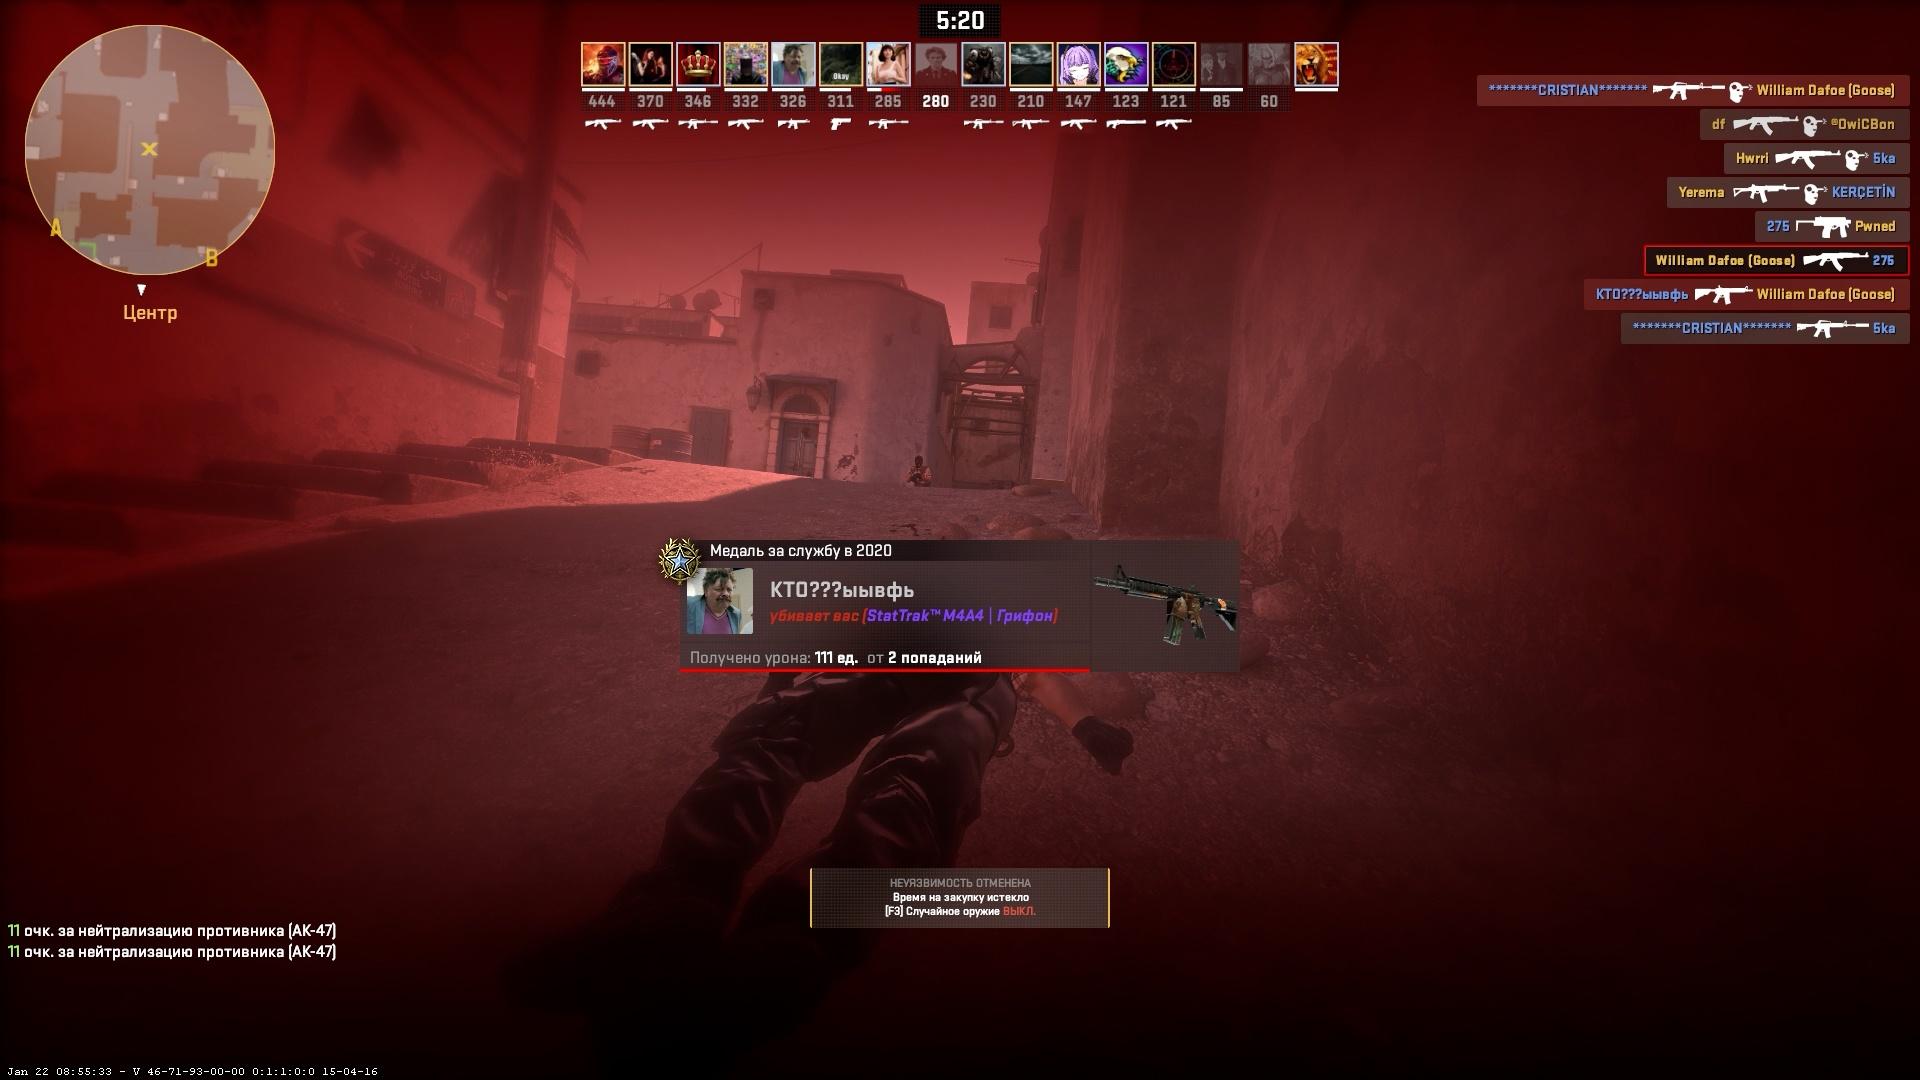 5:20
Okay
444 370 346 332 326 311 285 280 230 210 147 123 121 85 60
A
B
Центр
*******CRISTIAN******* William Dafoe (Goose)
df @OwiCBon
Hwrri 5ka
Yerema KERÇETİN
275 Pwned
William Dafoe (Goose) 275
КТО???ыывфь William Dafoe (Goose)
*******CRISTIAN******* 5ka
Медаль за службу в 2020
КТО???ыывфь
убивает вас (StatTrak™ M4A4 | Грифон)
Получено урона: 111 ед. от 2 попаданий
НЕУЯЗВИМОСТЬ ОТМЕНЕНА
Время на закупку истекло
[F3] Случайное оружие ВЫКЛ.
11 очк. за нейтрализацию противника (AK-47)
11 очк. за нейтрализацию противника (AK-47)
Jan 22 08:55:33 - V 46-71-93-00-00 0:1:1:0:0 15-04-16